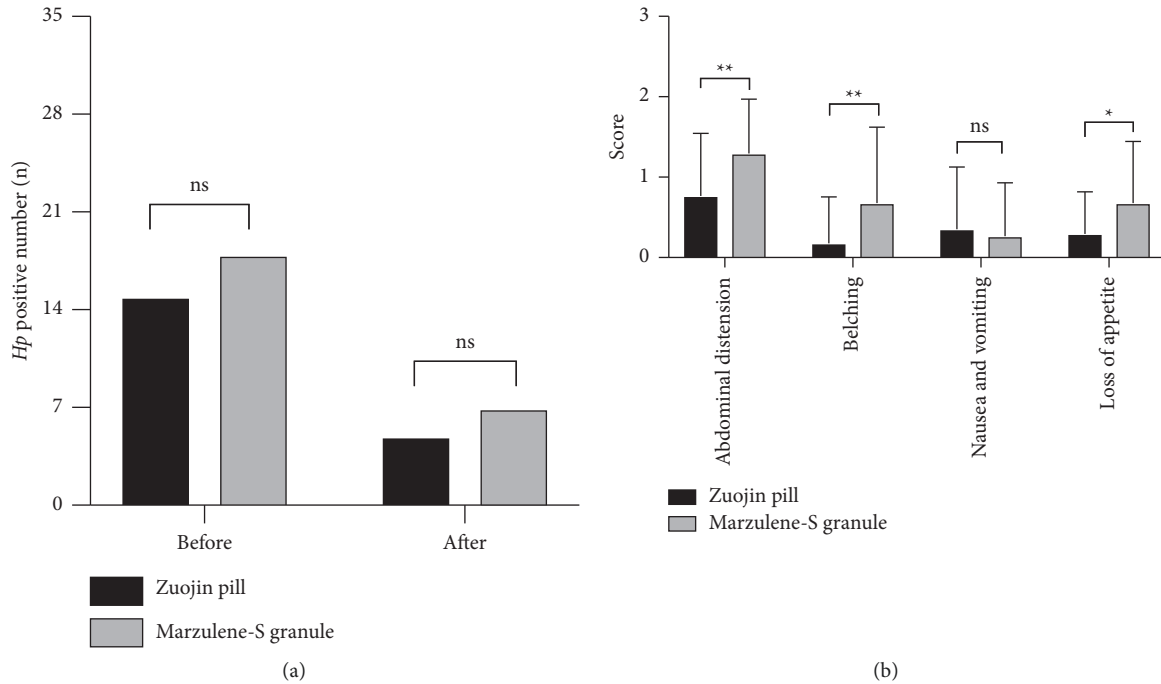 35
28
21
14
7
0
Hp positive number (n)
ns
ns
Before
After
Zuojin pill
Marzulene-S granule
(a)
3
2
1
0
Score
**
**
ns
*
Abdominal distension
Belching
Nausea and vomiting
Loss of appetite
Zuojin pill
Marzulene-S granule
(b)